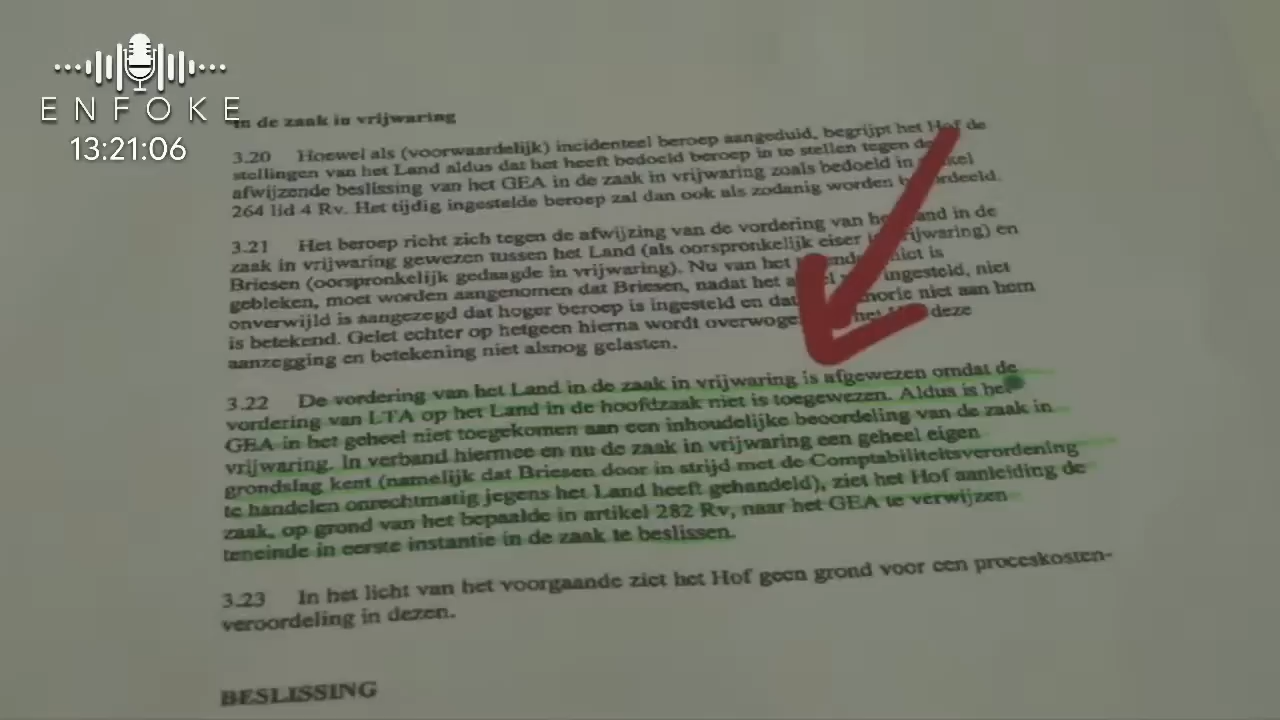 ENFOKE
13:21:06
In de zaak in vrijwaring
3.20 Hoewel als (voorwaardelijk) incidenteel beroep aangeduid, begrijpt het Hof de
stellingen van het Land aldus dat het heeft bedoeld beroep in te stellen tegen de
afwijzende beslissing van het GEA in de zaak in vrijwaring zoals bedoeld in
264 lid 4 Rv. Het tijdig ingestelde beroep zal dan ook als zodanig worden
3.21 Het beroep richt zich tegen de afwijzing van de vordering van het Land in de
zaak in vrijwaring gewezen tussen het Land (als oorspronkelijk eiser in vrijwaring) en
Briesen (oorspronkelijk gedaagde in vrijwaring). Nu van het niet is
gebleken, moet worden aangenomen dat Briesen, nadat het ingesteld, niet
onverwijld is aangezegd dat hoger beroep is ingesteld en dat niet aan hem
is betekend. Gelet echter op hetgeen hierna wordt het deze
aanzegging en betekening niet alsnog gelasten.
3.22 De vordering van het Land in de zaak in vrijwaring is afgewezen omdat de
vordering van LTA op het Land in de hoofdzaak niet is toegewezen. Aldus is het
GEA in het geheel niet toegekomen aan een inhoudelijke beoordeling van de zaak in
vrijwaring. In verband hiermee en nu de zaak in vrijwaring een geheel eigen
grondslag kent (namelijk dat Briesen door in strijd met de Comptabiliteitsverordening
te handelen onrechtmatig jegens het Land heeft gehandeld), ziet het Hof aanleiding de
zaak, op grond van het bepaalde in artikel 282 Rv, naar het GEA te verwijzen
teneinde in eerste instantie in de zaak te beslissen.
3.23 In het licht van het voorgaande ziet het Hof geen grond voor een proceskosten-
veroordeling in dezen.
BESLISSING